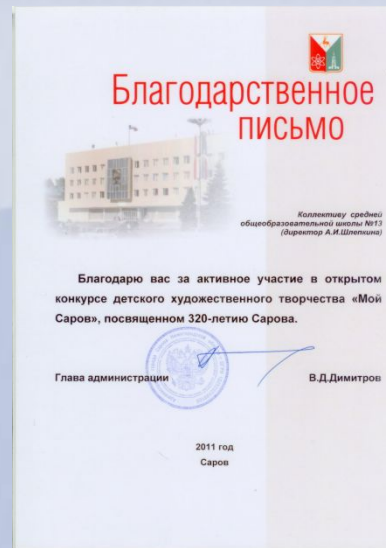 Благодарственное
письмо
Коллективу средней
общеобразовательной школы №13
(директор А.И.Шлепкина)
Благодарю вас за активное участие в открытом
конкурсе детского художественного творчества «Мой
Саров», посвященном 320-летию Сарова.
Глава администрации В.Д.Димитров
2011 год
Саров